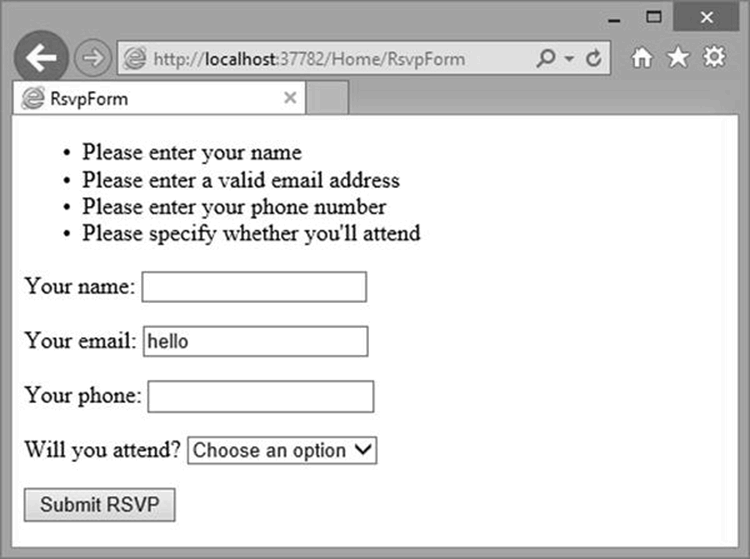 http://localhost:37782/Home/RsvpForm
RsvpForm
• Please enter your name
• Please enter a valid email address
• Please enter your phone number
• Please specify whether you'll attend
Your name:
Your email: hello
Your phone:
Will you attend? Choose an option
Submit RSVP